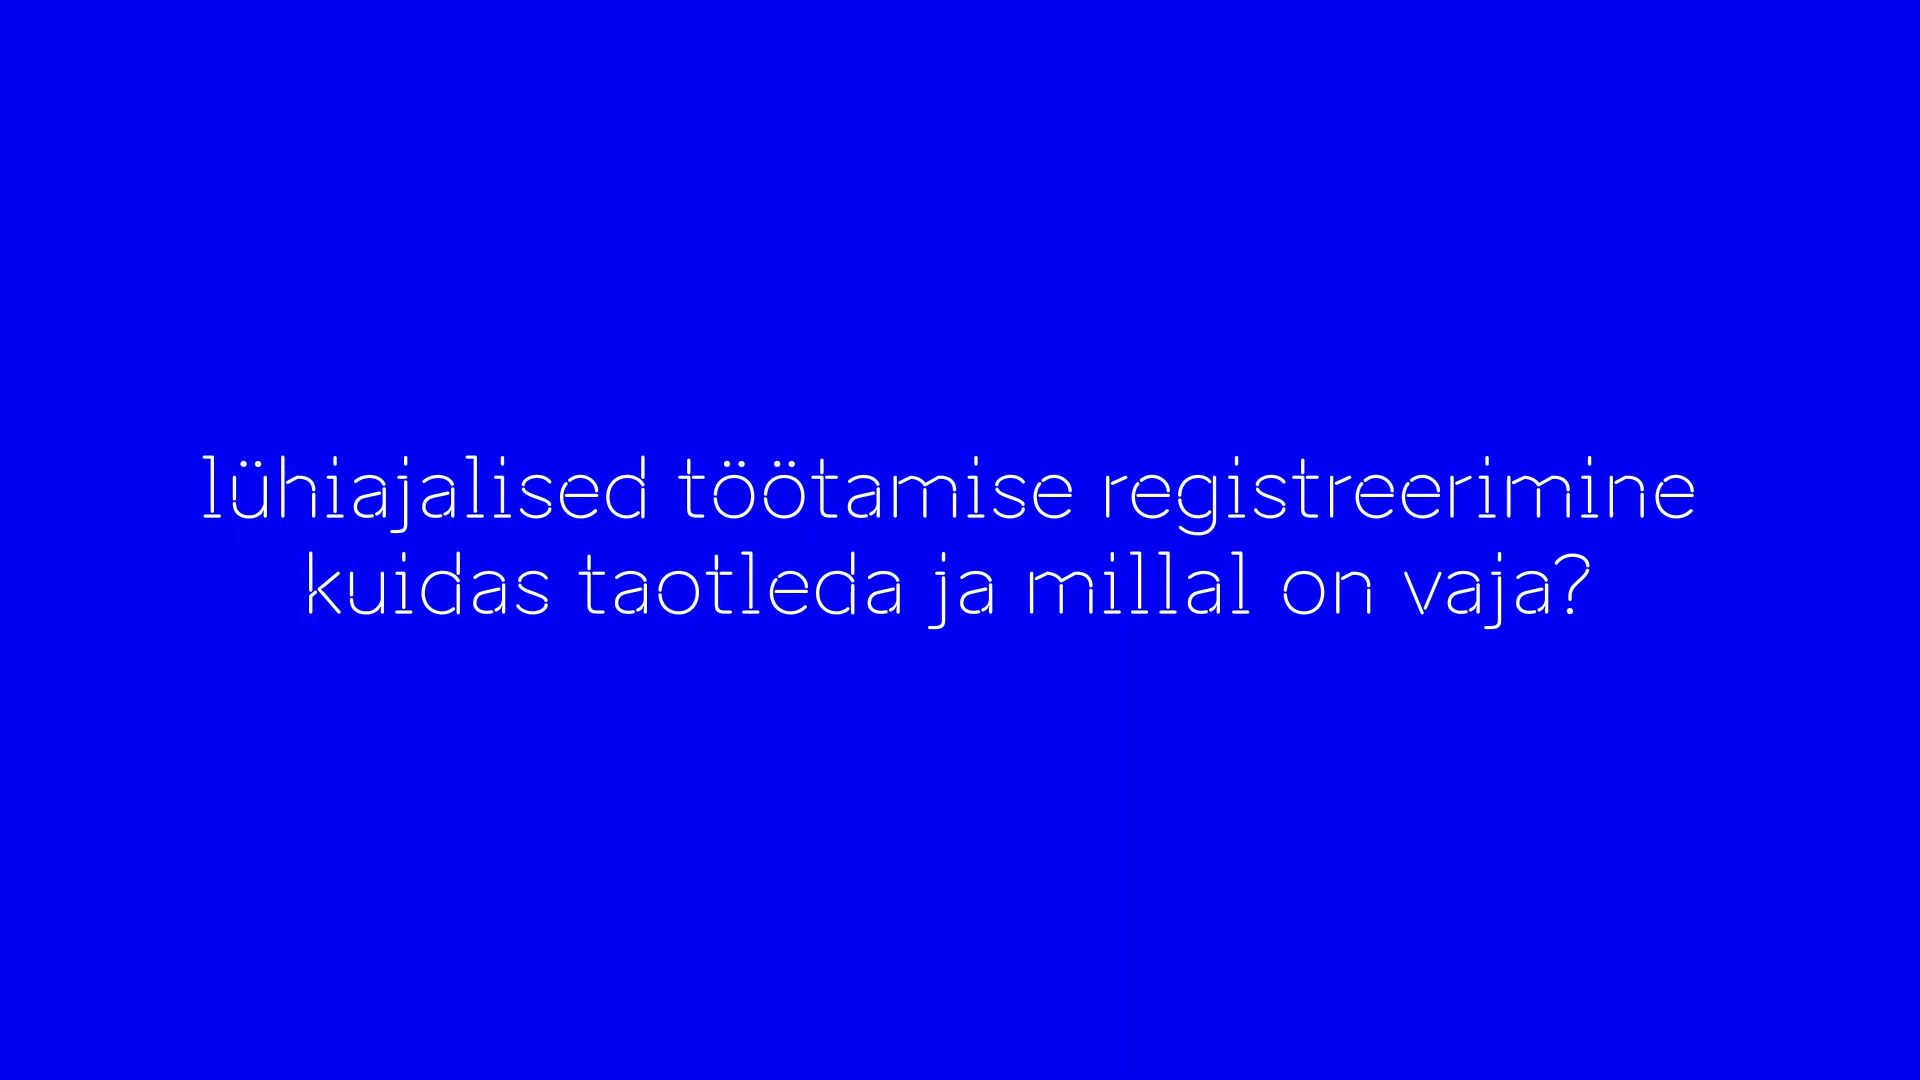 lühiajalised töötamise registreerimine
kuidas taotleda ja millal on vaja?